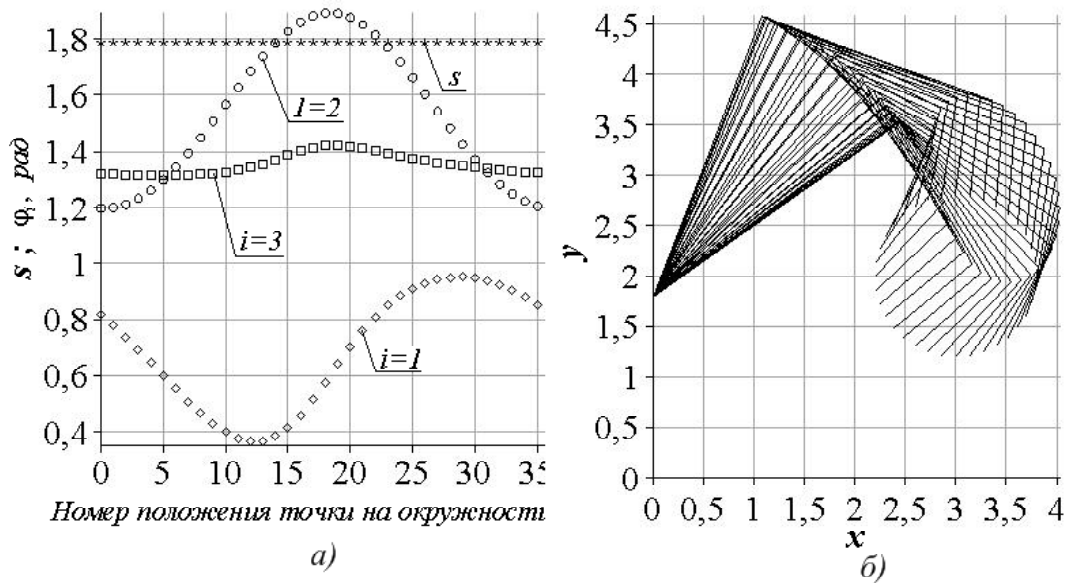 1,8
1,6
1,4
1,2
1
0,8
0,6
0,4
s ; φi, рад
s
1=2
i=3
i=1
0 5 10 15 20 25 30 35
Номер положения точки на окружности
а)
4,5
4
3,5
3
2,5
2
1,5
1
0,5
0
y
0 0,5 1 1,5 2 2,5 3 3,5 4
x
б)